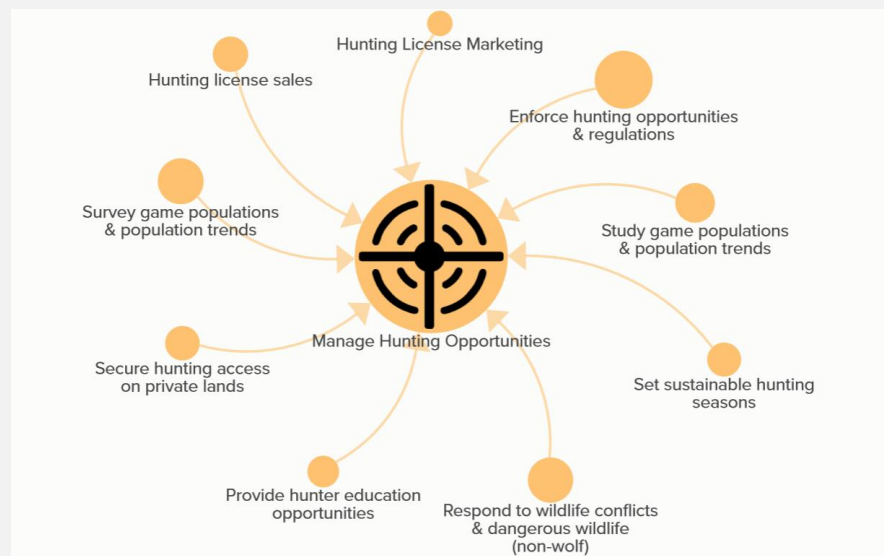 Hunting License Marketing
Hunting license sales
Enforce hunting opportunities
& regulations
Survey game populations
& population trends
Study game populations
& population trends
Manage Hunting Opportunities
Secure hunting access
on private lands
Set sustainable hunting
seasons
Provide hunter education
opportunities
Respond to wildlife conflicts
& dangerous wildlife
(non-wolf)